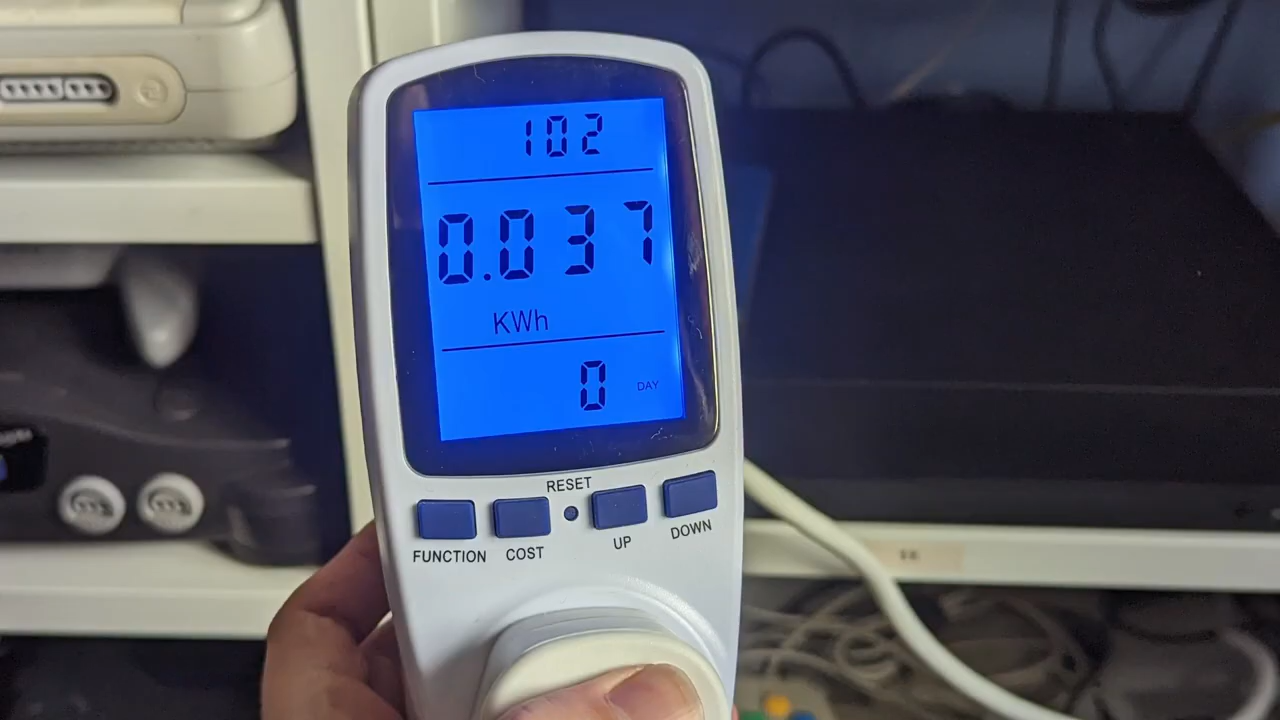 102
0.037
KWh
0 DAY
RESET
FUNCTION COST UP DOWN